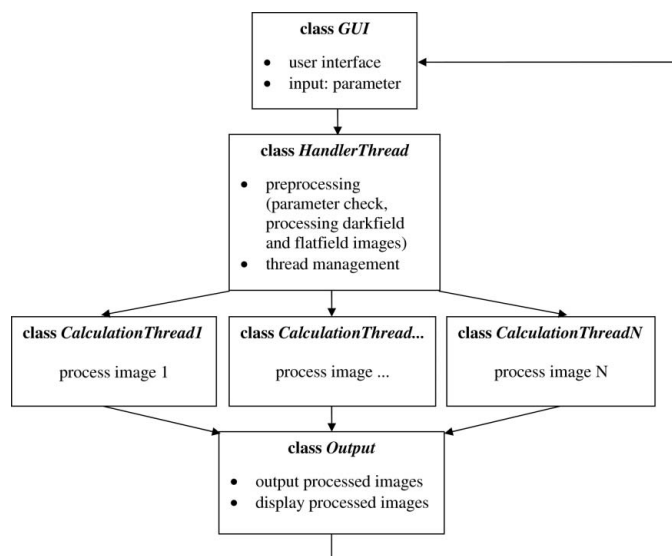 class GUI
• user interface
• input: parameter
class HandlerThread
• preprocessing
(parameter check,
processing darkfield
and flatfield images)
• thread management
class CalculationThread1
process image 1
class CalculationThread...
process image ...
class CalculationThreadN
process image N
class Output
• output processed images
• display processed images